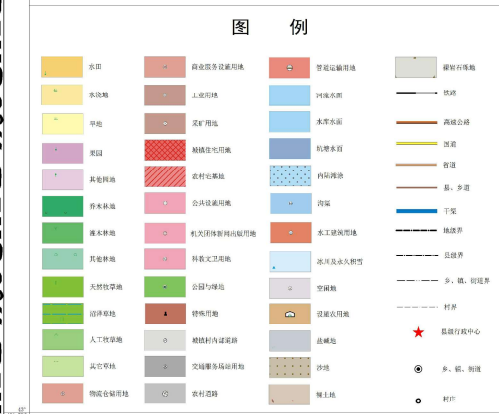 图 例
水田
水浇地
旱地
果园
其他园地
乔木林地
灌木林地
其他林地
天然牧草地
沼泽草地
人工牧草地
其它草地
物流仓储用地
商业服务设施用地
工业用地
采矿用地
城镇住宅用地
农村宅基地
公共设施用地
机关团体新闻出版用地
科教文卫用地
公园与绿地
特殊用地
城镇村内部道路
交通服务场站用地
农村道路
管道运输用地
河流水面
水库水面
坑塘水面
内陆滩涂
沟渠
水工建筑用地
冰川及永久积雪
空闲地
设施农用地
盐碱地
沙地
裸土地
裸岩石砾地
铁路
高速公路
国道
省道
县、乡道
干渠
地级界
县级界
乡、镇、街道界
村界
县级行政中心
乡、镇、街道
村庄